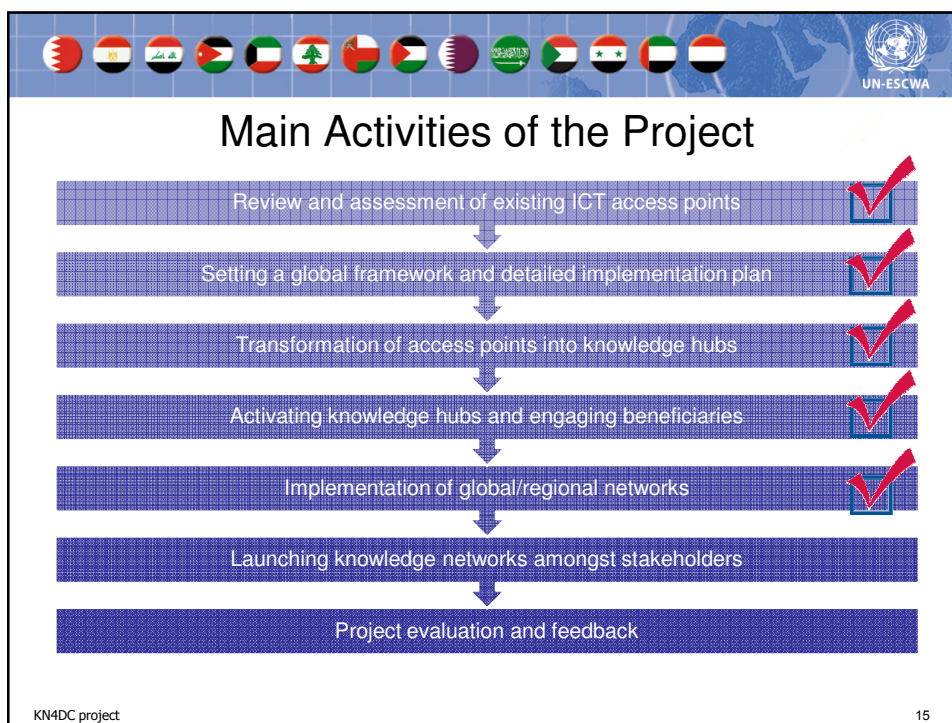 UN-ESCWA
Main Activities of the Project
Review and assessment of existing ICT access points
Setting a global framework and detailed implementation plan
Transformation of access points into knowledge hubs
Activating knowledge hubs and engaging beneficiaries
Implementation of global/regional networks
Launching knowledge networks amongst stakeholders
Project evaluation and feedback
KN4DC project
15